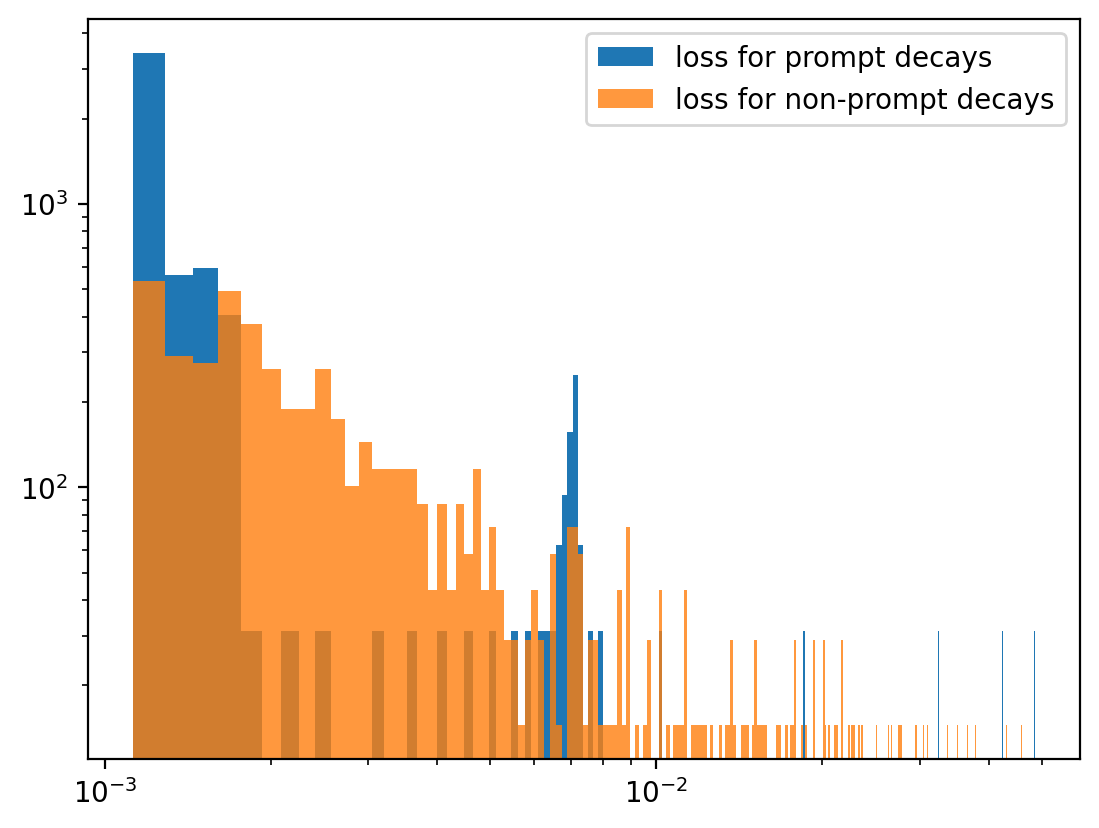 loss for prompt decays
loss for non-prompt decays
10³
10²
10⁻³
10⁻²